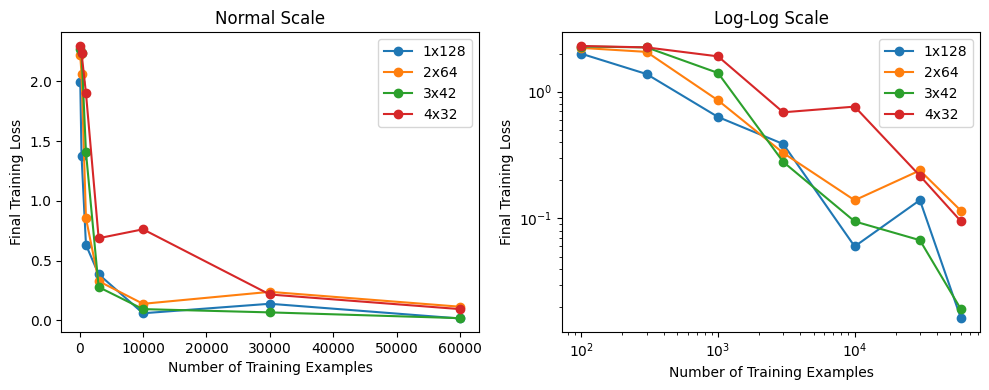 Normal Scale
Final Training Loss
2.0
1.5
1.0
0.5
0.0
0
10000
20000
30000
40000
50000
60000
Number of Training Examples
1x128
2x64
3x42
4x32
Log-Log Scale
Final Training Loss
10⁰
10⁻¹
10²
10³
10⁴
Number of Training Examples
1x128
2x64
3x42
4x32